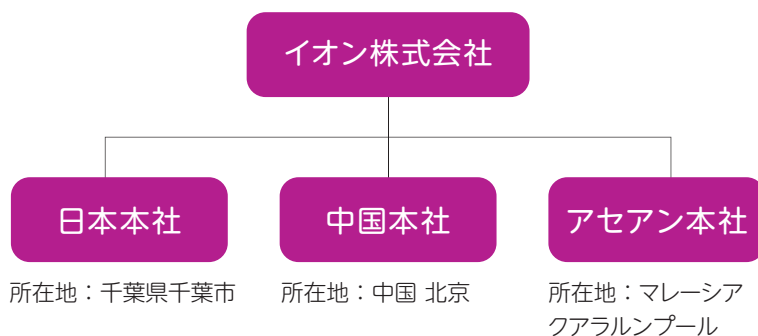 イオン株式会社
日本本社
中国本社
アセアン本社
所在地：千葉県千葉市
所在地：中国 北京
所在地：マレーシア
クアラルンプール